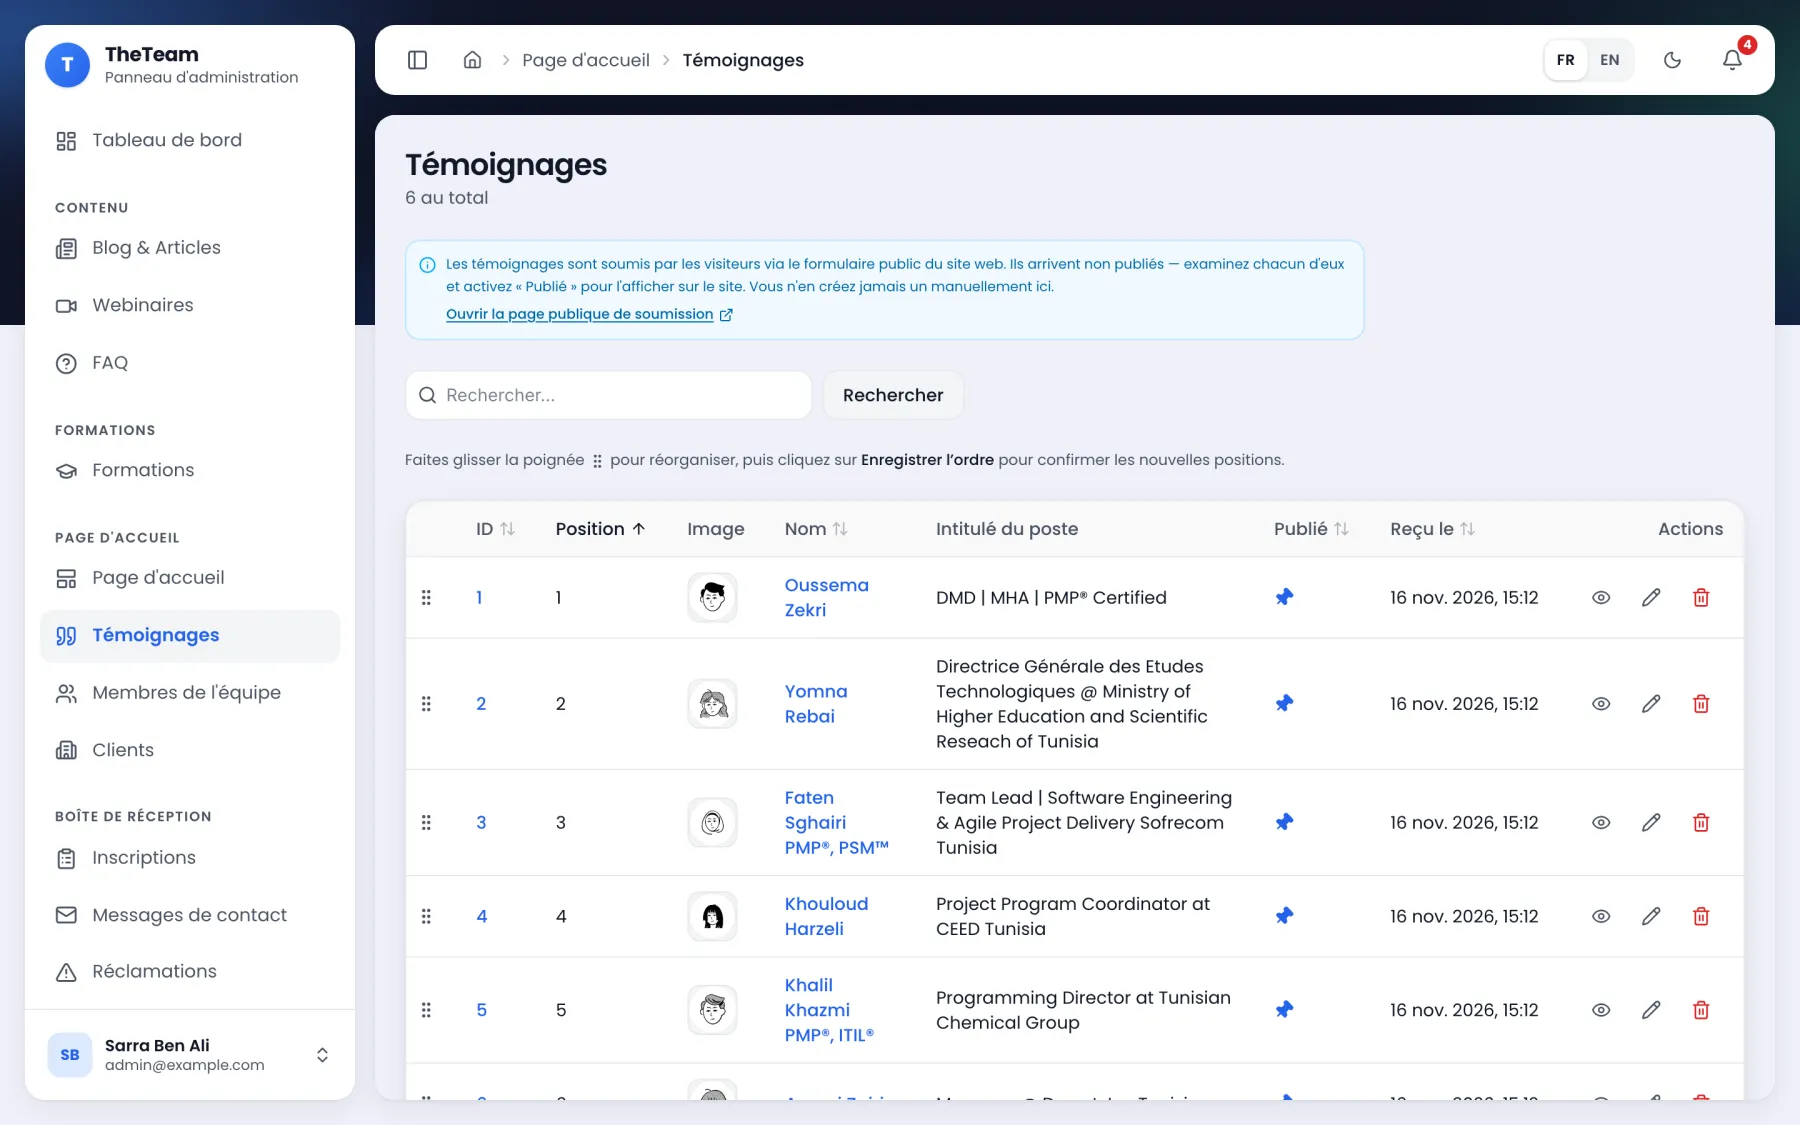 T
TheTeam
Panneau d'administration
Tableau de bord
CONTENU
Blog & Articles
Webinaires
FAQ
FORMATIONS
Formations
PAGE D'ACCUEIL
Page d'accueil
Témoignages
Membres de l'équipe
Clients
BOÎTE DE RÉCEPTION
Inscriptions
Messages de contact
Réclamations
SB
Sarra Ben Ali
admin@example.com
Page d'accueil
Témoignages
FR
EN
4
Témoignages
6 au total
Les témoignages sont soumis par les visiteurs via le formulaire public du site web. Ils arrivent non publiés — examinez chacun d'eux
et activez « Publié » pour l'afficher sur le site. Vous n'en créez jamais un manuellement ici.
Ouvrir la page publique de soumission
Rechercher...
Rechercher
Faites glisser la poignée pour réorganiser, puis cliquez sur Enregistrer l’ordre pour confirmer les nouvelles positions.
ID Position Image Nom Intitulé du poste Publié Reçu le Actions
1 1 Oussema
Zekri
DMD | MHA | PMP® Certified
16 nov. 2026, 15:12
2 2 Yomna
Rebai
Directrice Générale des Etudes
Technologiques @ Ministry of
Higher Education and Scientific
Reseach of Tunisia
16 nov. 2026, 15:12
3 3 Faten
Sghairi
PMP®, PSM™
Team Lead | Software Engineering
& Agile Project Delivery Sofrecom
Tunisia
16 nov. 2026, 15:12
4 4 Khouloud
Harzeli
Project Program Coordinator at
CEED Tunisia
16 nov. 2026, 15:12
5 5 Khalil
Khazmi
PMP®, ITIL®
Programming Director at Tunisian
Chemical Group
16 nov. 2026, 15:12